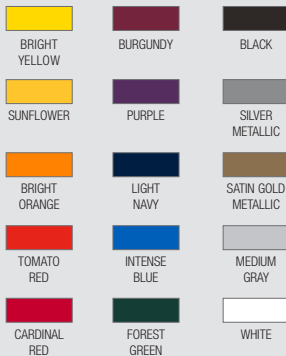 BRIGHT
YELLOW
BURGUNDY
BLACK
SUNFLOWER
PURPLE
SILVER
METALLIC
BRIGHT
ORANGE
LIGHT
NAVY
SATIN GOLD
METALLIC
TOMATO
RED
INTENSE
BLUE
MEDIUM
GRAY
CARDINAL
RED
FOREST
GREEN
WHITE